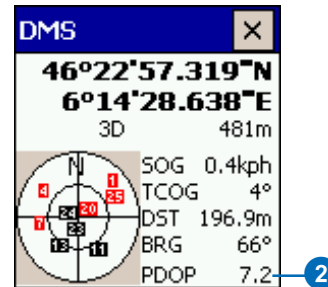 DMS
46°22'57.319"N
6°14'28.638"E
3D 481m
N
SOG 0.4kph
4 1
25
TCOG 4°
24 20
7
DST 196.9m
23
BRG 66°
13 11
PDOP 7.2
2